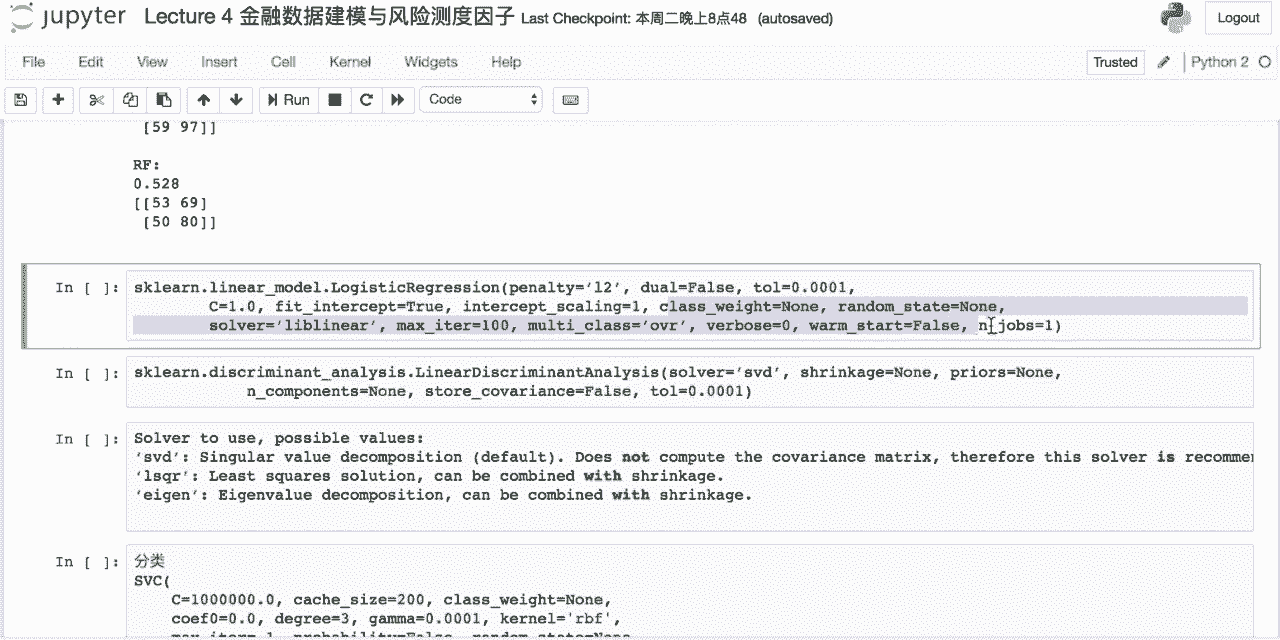 jupyter Lecture 4 金融数据建模与风险测度因子 Last Checkpoint: 本周二晚上8点48 (autosaved)
Logout
File Edit View Insert Cell Kernel Widgets Help
Trusted Python 2
Run Code
[59 97]]
RF:
0.528
[[53 69]
[50 80]]
In [ ]: sklearn.linear_model.LogisticRegression(penalty=’l2’, dual=False, tol=0.0001,
C=1.0, fit_intercept=True, intercept_scaling=1, class_weight=None, random_state=None,
solver=’liblinear’, max_iter=100, multi_class=’ovr’, verbose=0, warm_start=False, n_jobs=1)
In [ ]: sklearn.discriminant_analysis.LinearDiscriminantAnalysis(solver=’svd’, shrinkage=None, priors=None,
n_components=None, store_covariance=False, tol=0.0001)
In [ ]: Solver to use, possible values:
‘svd’: Singular value decomposition (default). Does not compute the covariance matrix, therefore this solver is recomme
‘lsqr’: Least squares solution, can be combined with shrinkage.
‘eigen’: Eigenvalue decomposition, can be combined with shrinkage.
In [ ]: 分类
SVC(
C=1000000.0, cache_size=200, class_weight=None,
coef0=0.0, degree=3, gamma=0.0001, kernel='rbf',